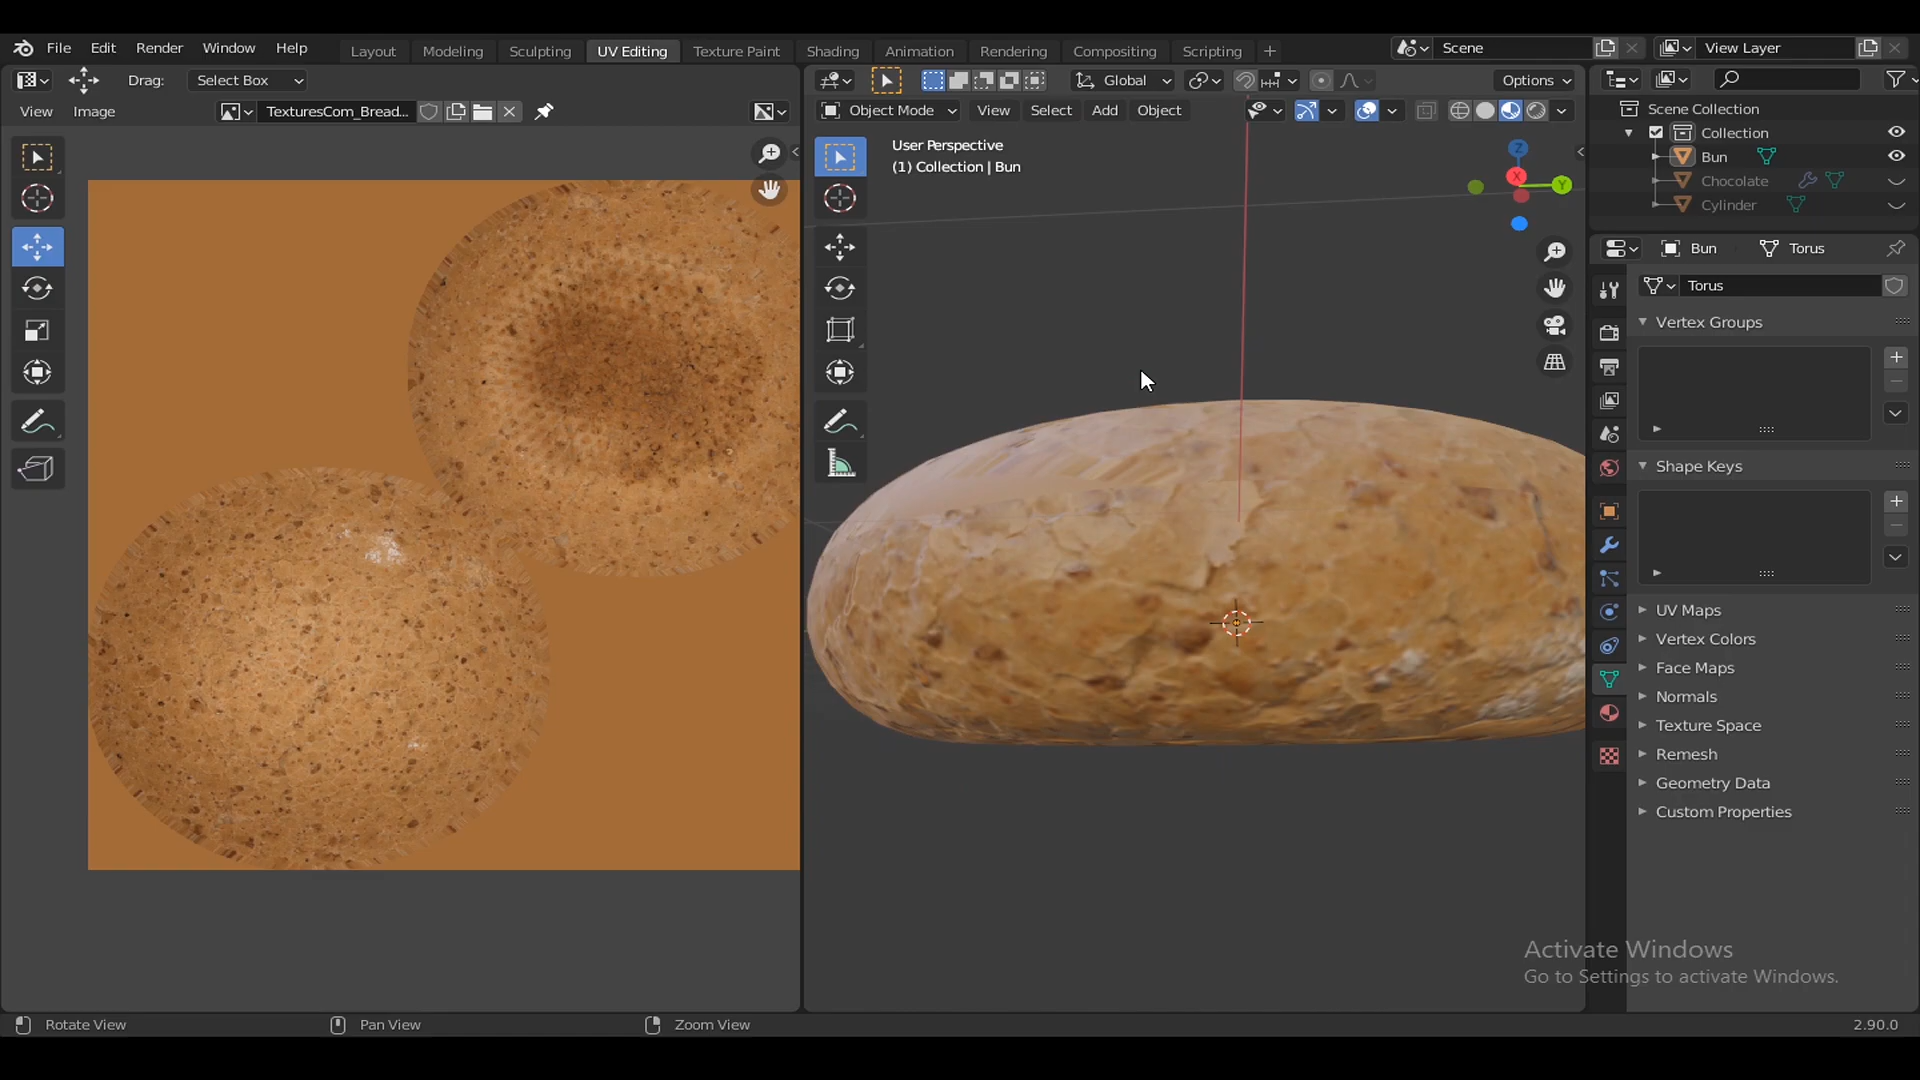 File Edit Render Window Help Layout Modeling Sculpting UV Editing Texture Paint Shading Animation Rendering Compositing Scripting + Scene View Layer
Drag: Select Box Global Options
View Image TexturesCom_Bread... Object Mode View Select Add Object
Scene Collection
Collection
Bun
Chocolate
Cylinder
User Perspective
(1) Collection | Bun
Z
X
Y
Bun Torus
Torus
Vertex Groups
Shape Keys
UV Maps
Vertex Colors
Face Maps
Normals
Texture Space
Remesh
Geometry Data
Custom Properties
Activate Windows
Go to Settings to activate Windows.
Rotate View Pan View Zoom View 2.90.0